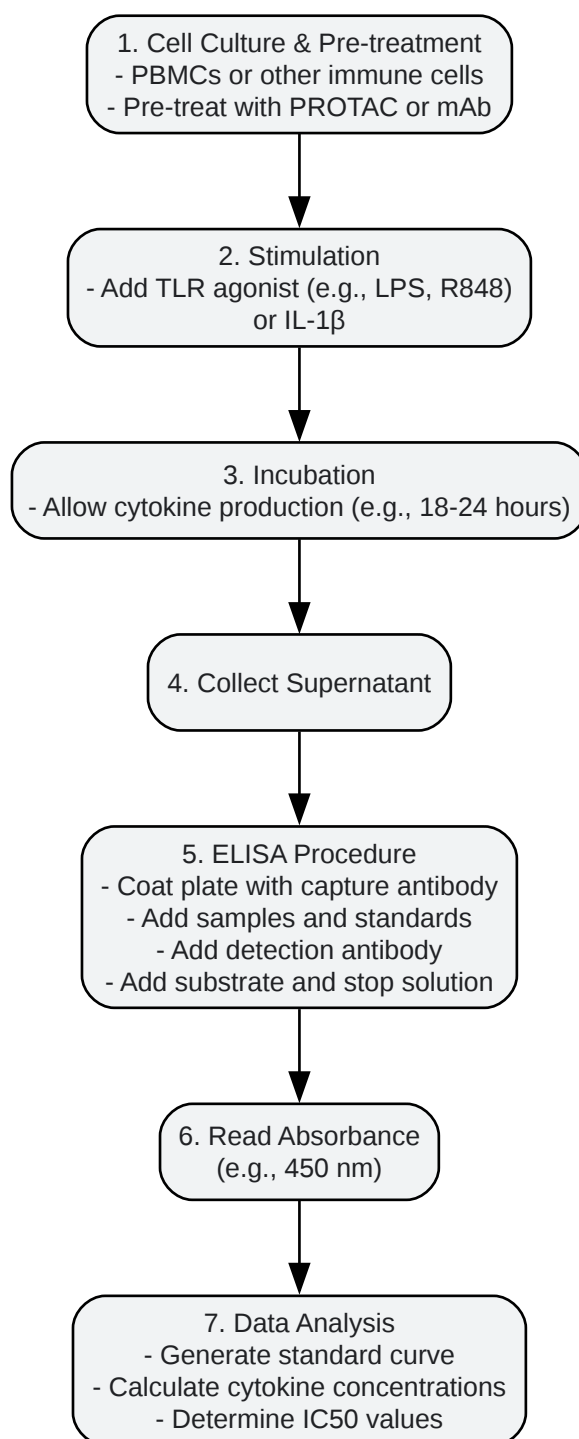 1. Cell Culture & Pre-treatment
- PBMCs or other immune cells
- Pre-treat with PROTAC or mAb
2. Stimulation
- Add TLR agonist (e.g., LPS, R848)
or IL-1β
3. Incubation
- Allow cytokine production (e.g., 18-24 hours)
4. Collect Supernatant
5. ELISA Procedure
- Coat plate with capture antibody
- Add samples and standards
- Add detection antibody
- Add substrate and stop solution
6. Read Absorbance
(e.g., 450 nm)
7. Data Analysis
- Generate standard curve
- Calculate cytokine concentrations
- Determine IC50 values